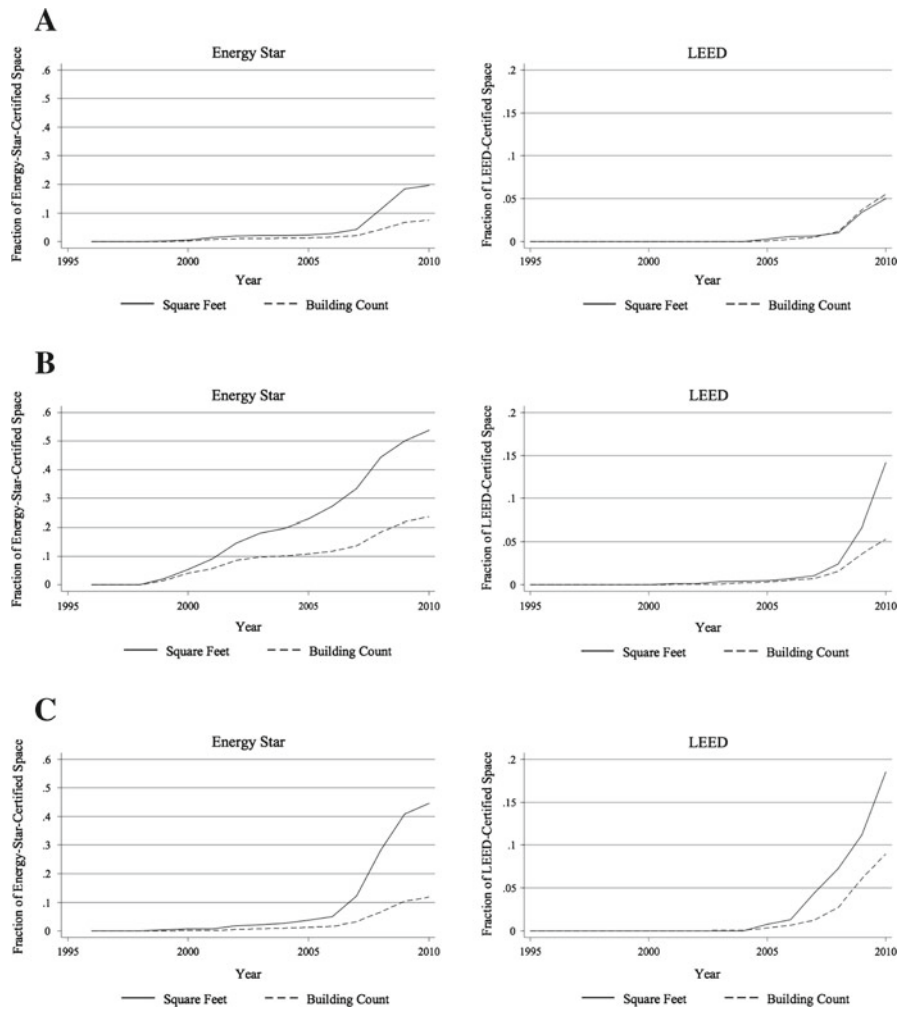 A
Energy Star
Fraction of Energy-Star-Certified Space
.6
.5
.4
.3
.2
.1
0
1995 2000 2005 2010
Year
Square Feet Building Count
LEED
Fraction of LEED-Certified Space
.2
.15
.1
.05
0
1995 2000 2005 2010
Year
Square Feet Building Count
B
Energy Star
Fraction of Energy-Star-Certified Space
.6
.5
.4
.3
.2
.1
0
1995 2000 2005 2010
Year
Square Feet Building Count
LEED
Fraction of LEED-Certified Space
.2
.15
.1
.05
0
1995 2000 2005 2010
Year
Square Feet Building Count
C
Energy Star
Fraction of Energy-Star-Certified Space
.6
.5
.4
.3
.2
.1
0
1995 2000 2005 2010
Year
Square Feet Building Count
LEED
Fraction of LEED-Certified Space
.2
.15
.1
.05
0
1995 2000 2005 2010
Year
Square Feet Building Count